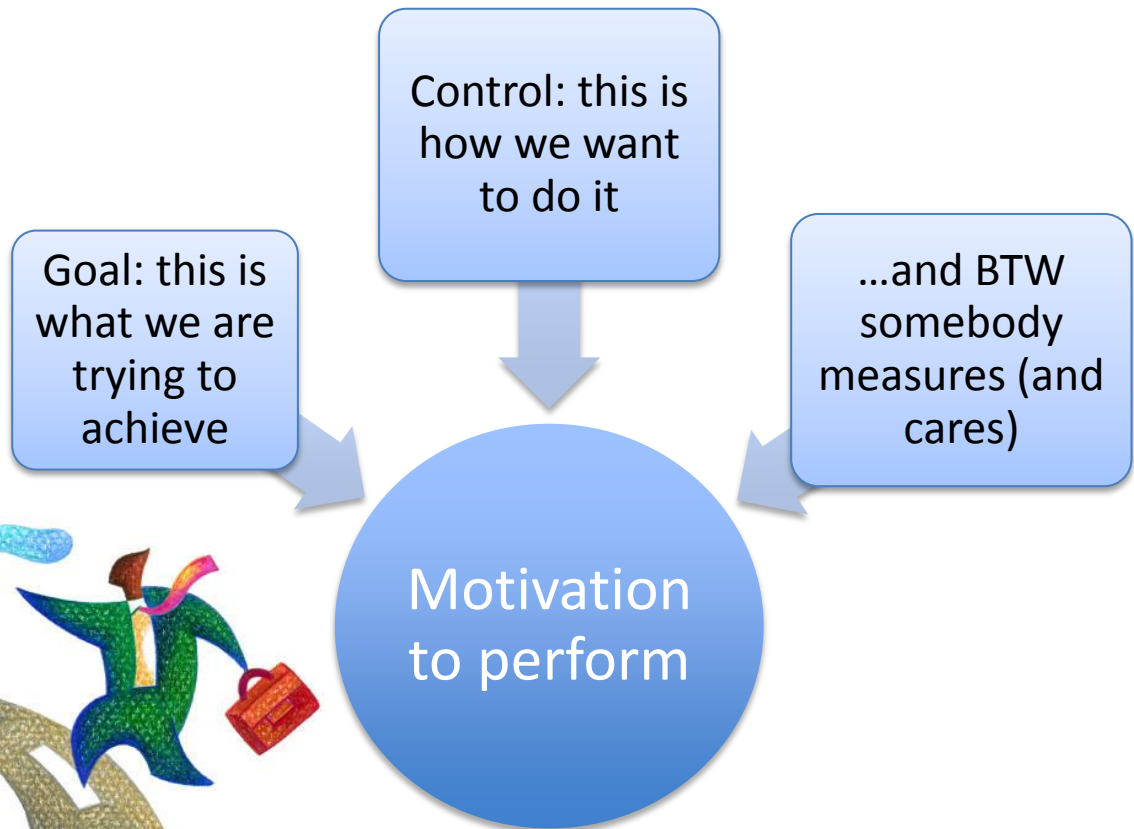 Control: this is
how we want
to do it
Goal: this is
what we are
trying to
achieve
…and BTW
somebody
measures (and
cares)
Motivation
to perform